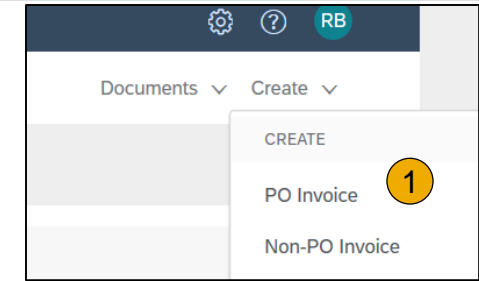 ? RB
Documents Create
CREATE
PO Invoice 1
Non-PO Invoice